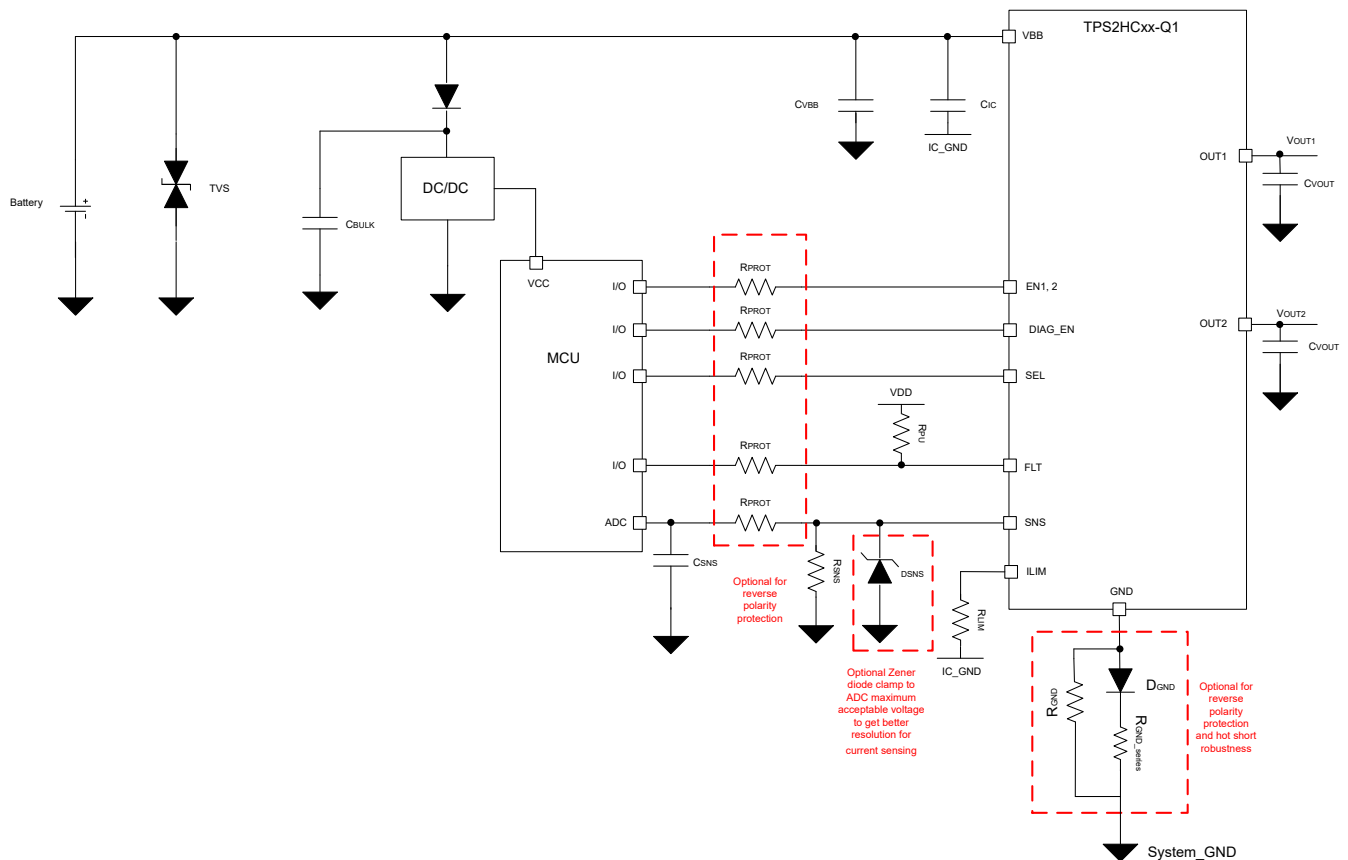 TPS2HCxx-Q1
VBB
CVBB
CIC
IC_GND
OUT1
VOUT1
CVOUT
Battery
+
-
TVS
CBULK
DC/DC
VCC
MCU
I/O
RPROT
EN1, 2
I/O
RPROT
DIAG_EN
OUT2
VOUT2
CVOUT
I/O
RPROT
SEL
VDD
RPU
I/O
RPROT
FLT
ADC
RPROT
SNS
CSNS
Optional for
reverse
polarity
protection
RSNS
DSNS
ILIM
RLIM
IC_GND
Optional Zener
diode clamp to
ADC maximum
acceptable voltage
to get better
resolution for
current sensing
GND
RGND
DGND
RGND_series
Optional for
reverse
polarity
protection
and hot short
robustness
System_GND